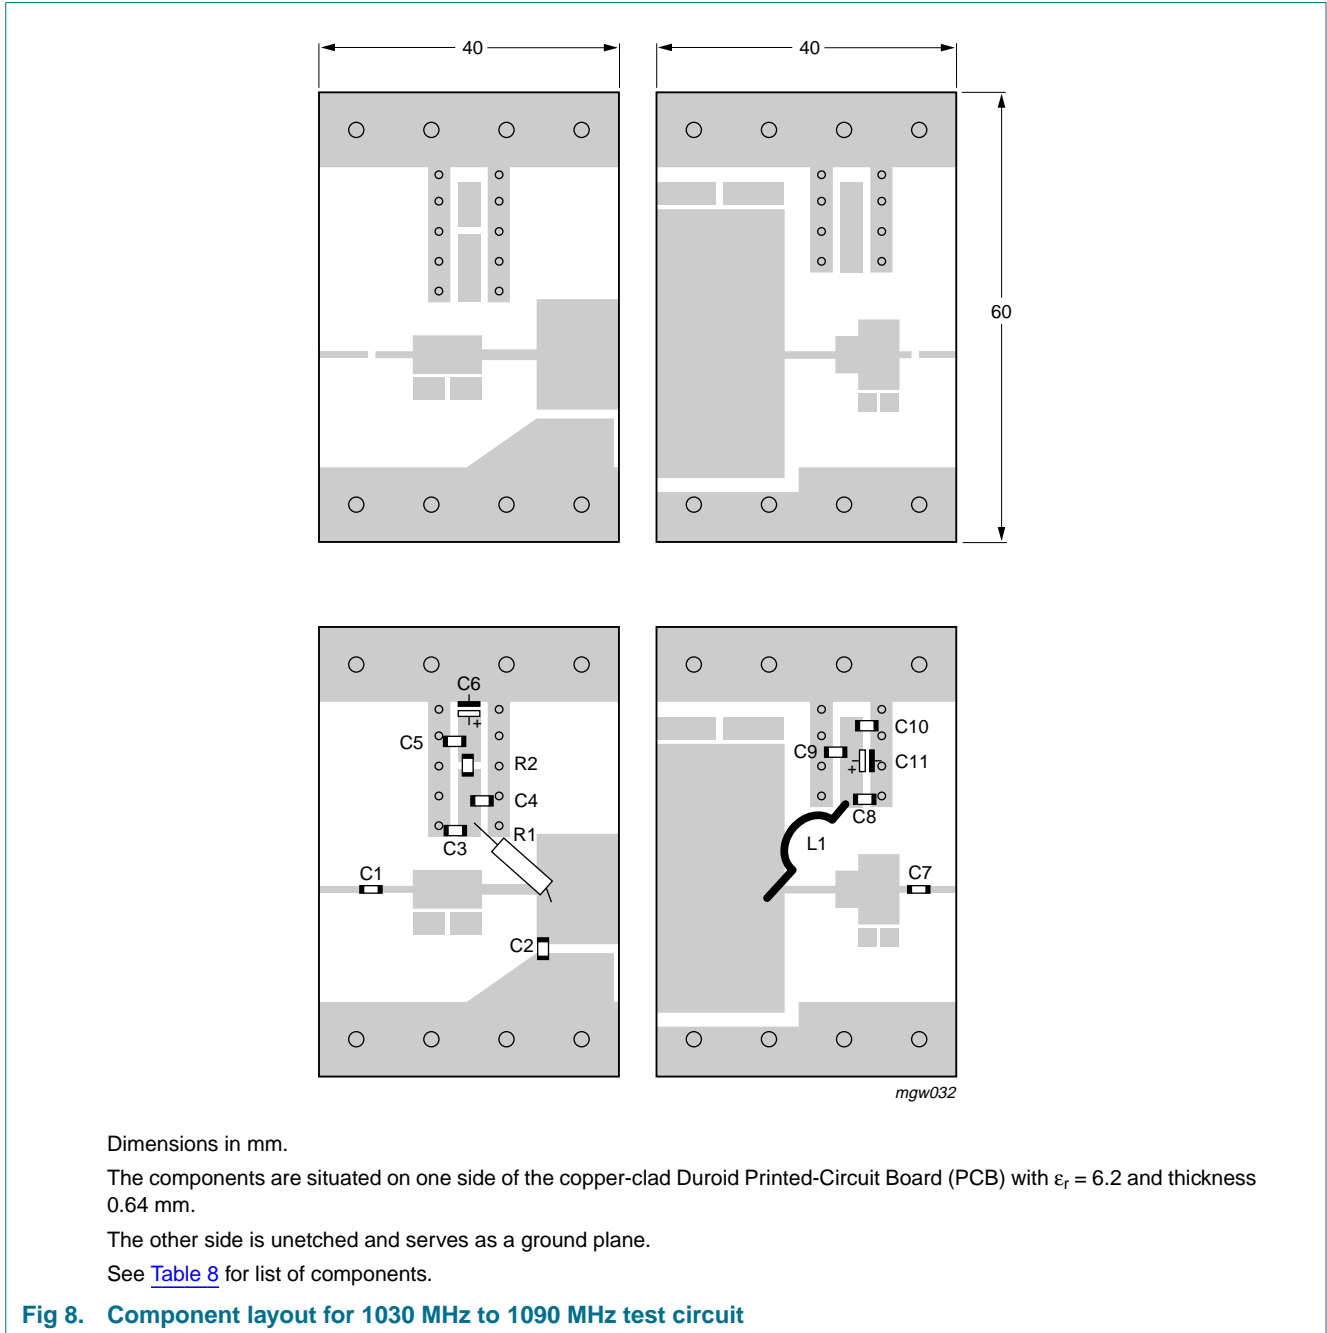 40
40
60
C6
+
C5
R2
C4
C3
R1
C1
C2
C10
C9
C11
+
C8
L1
C7
mgw032
Dimensions in mm.
The components are situated on one side of the copper-clad Duroid Printed-Circuit Board (PCB) with εr = 6.2 and thickness
0.64 mm.
The other side is unetched and serves as a ground plane.
See Table 8 for list of components.
Fig 8. Component layout for 1030 MHz to 1090 MHz test circuit